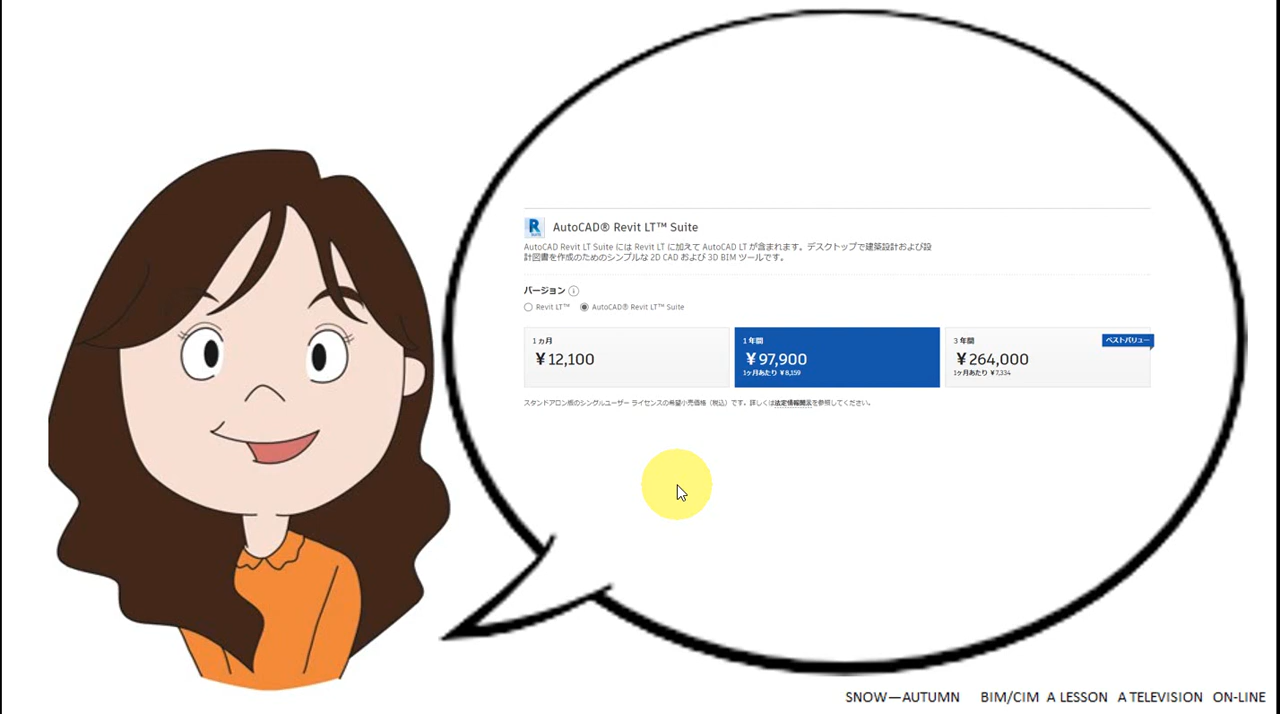 R
SUITE
AutoCAD® Revit LT™ Suite
AutoCAD Revit LT Suite には Revit LT に加えて AutoCAD LT が含まれます。デスクトップで建築設計および設
計図書を作成のためのシンプルな 2D CAD および 3D BIM ツールです。
バージョン
Revit LT™ AutoCAD® Revit LT™ Suite
1 カ月
¥12,100
1 年間
¥97,900
1ヶ月あたり ¥8,159
3 年間
ベストバリュー
¥264,000
1ヶ月あたり ¥7,334
スタンドアロン版のシングルユーザー ライセンスの希望小売価格（税込）です。詳しくは法定情報開示を参照してください。
SNOW—AUTUMN BIM/CIM A LESSON A TELEVISION ON-LINE